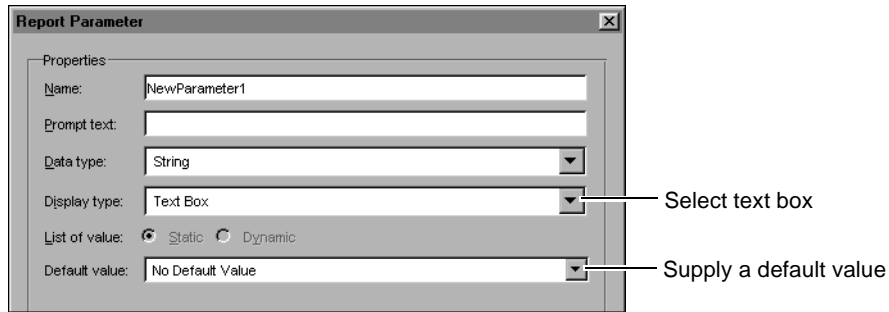 Report Parameter
Properties
Name: NewParameter1
Prompt text:
Data type: String
Display type: Text Box Select text box
List of value: Static Dynamic
Default value: No Default Value Supply a default value